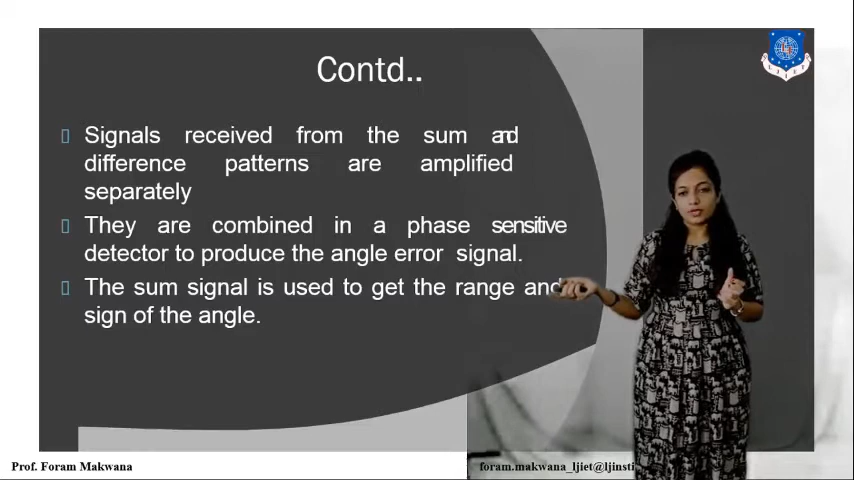 Contd..
Signals received from the sum and
difference patterns are amplified
separately
They are combined in a phase sensitive
detector to produce the angle error signal.
The sum signal is used to get the range and
sign of the angle.
LJIET
Prof. Foram Makwana
foram.makwana_ljiet@ljinsti